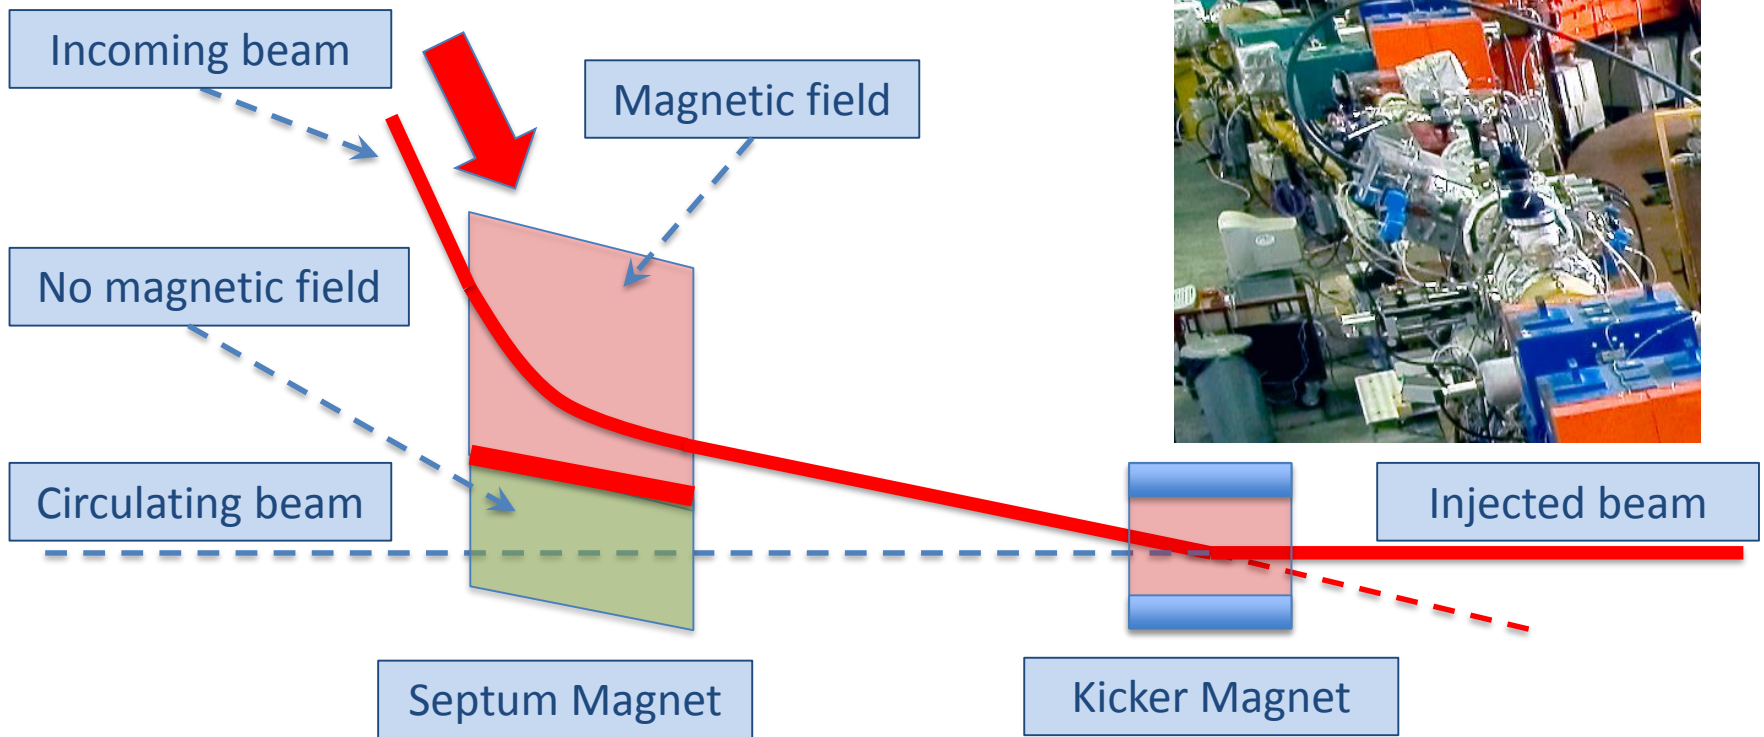 Incoming beam
Magnetic field
No magnetic field
Circulating beam
Injected beam
Septum Magnet
Kicker Magnet